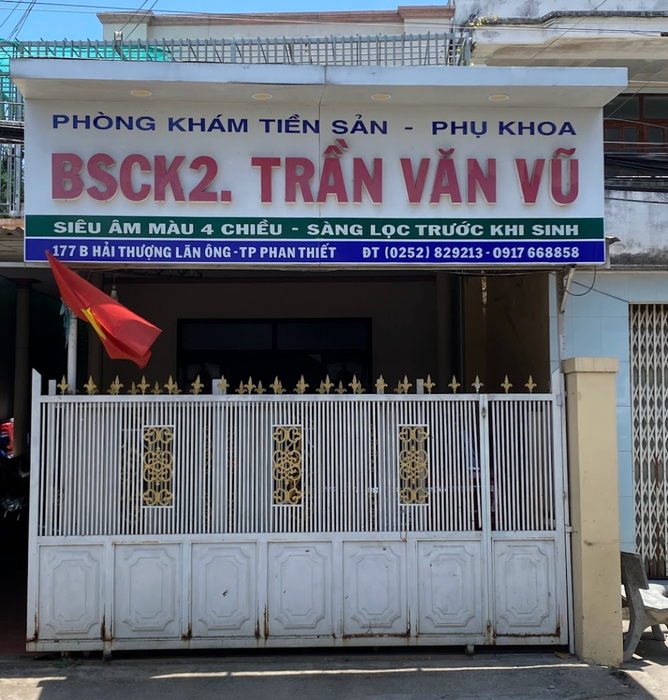 PHÒNG KHÁM TIỀN SẢN - PHỤ KHOA
BSCK2. TRẦN VĂN VŨ
SIÊU ÂM MÀU 4 CHIỀU - SÀNG LỌC TRƯỚC KHI SINH
177 B HẢI THƯỢNG LÃN ÔNG - TP PHAN THIẾT ĐT (0252) 829213 - 0917 668858